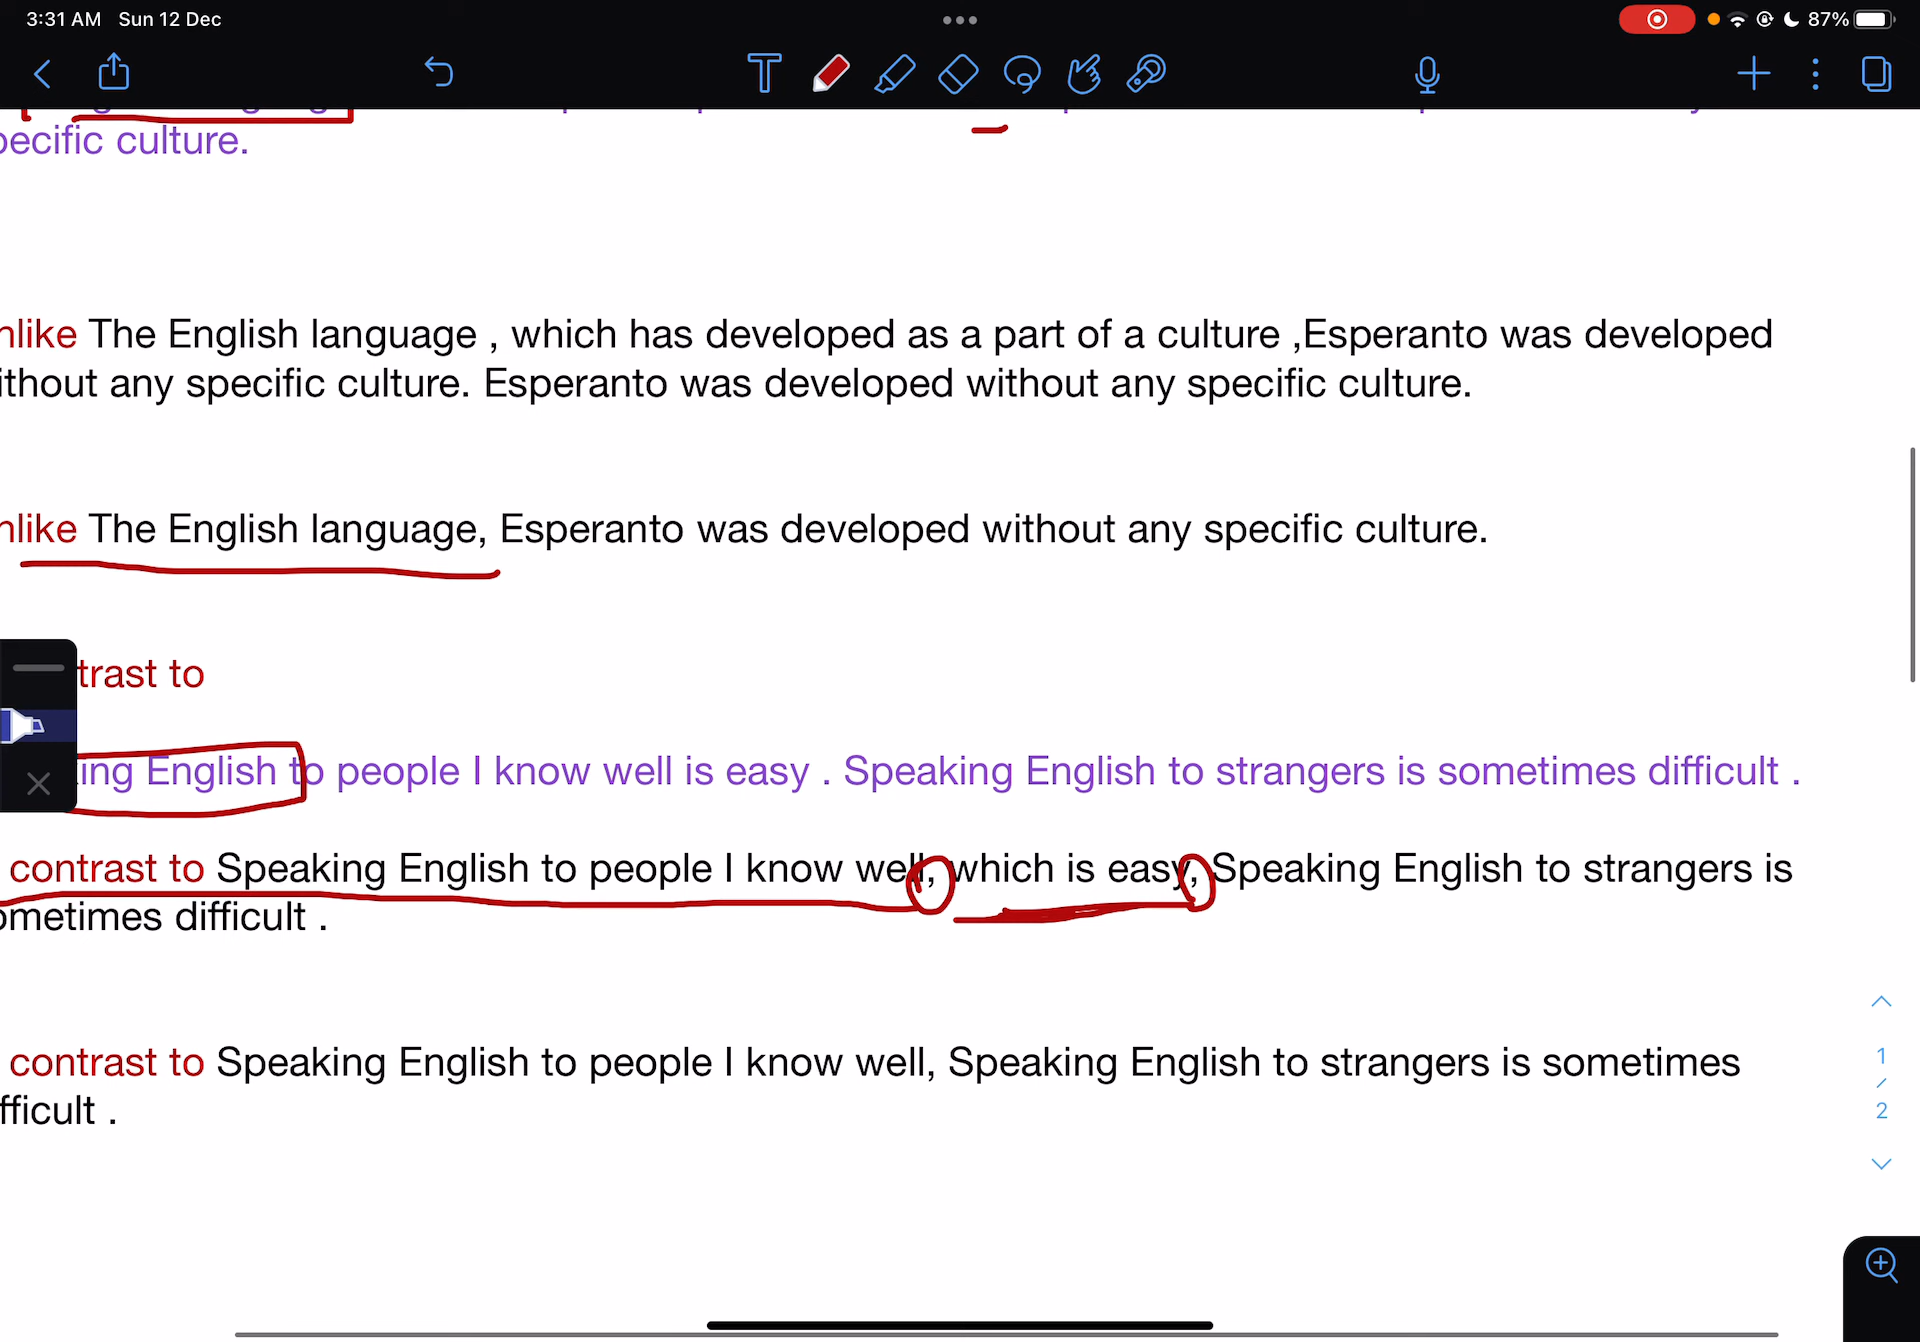 3:31 AM Sun 12 Dec
87%
pecific culture.
nlike The English language , which has developed as a part of a culture ,Esperanto was developed
ithout any specific culture. Esperanto was developed without any specific culture.
nlike The English language, Esperanto was developed without any specific culture.
trast to
ing English to people I know well is easy . Speaking English to strangers is sometimes difficult .
contrast to Speaking English to people I know well, which is easy, Speaking English to strangers is
ometimes difficult .
contrast to Speaking English to people I know well, Speaking English to strangers is sometimes
fficult .
1
/
2